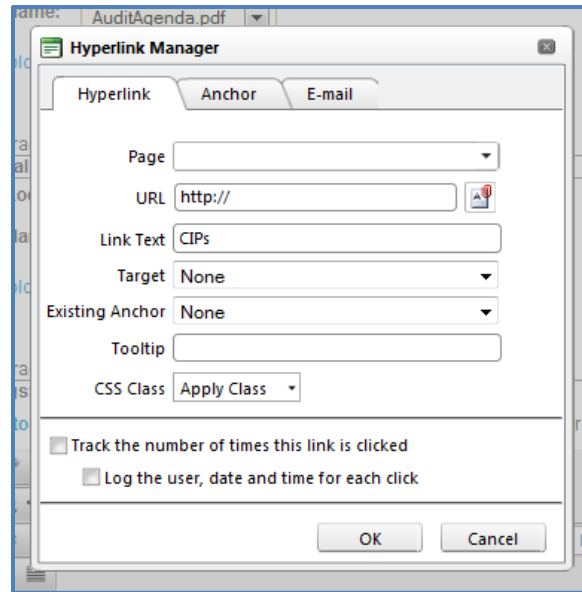 name: AuditAgenda.pdf
Hyperlink Manager
Hyperlink Anchor E-mail
Page
URL http://
Link Text CIPs
Target None
Existing Anchor None
Tooltip
CSS Class Apply Class
Track the number of times this link is clicked
Log the user, date and time for each click
OK Cancel